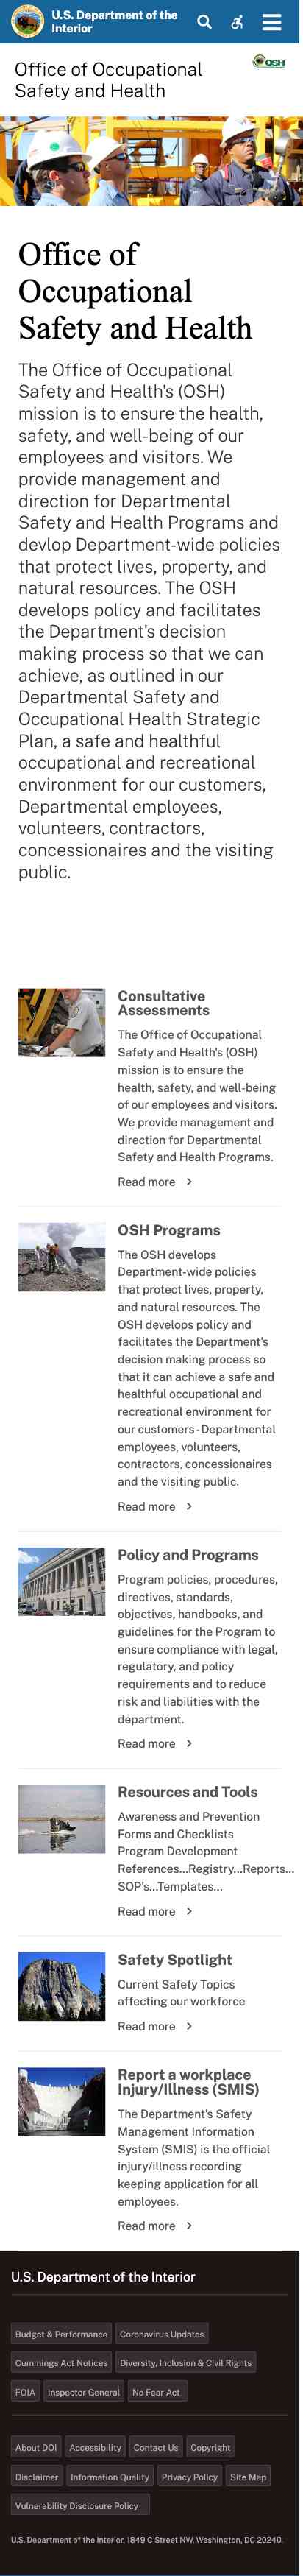 U.S. Department of the
Interior
Office of Occupational
Safety and Health
OSH
Office of
Occupational
Safety and Health
The Office of Occupational
Safety and Health's (OSH)
mission is to ensure the health,
safety, and well-being of our
employees and visitors. We
provide management and
direction for Departmental
Safety and Health Programs and
devlop Department-wide policies
that protect lives, property, and
natural resources. The OSH
develops policy and facilitates
the Department's decision
making process so that we can
achieve, as outlined in our
Departmental Safety and
Occupational Health Strategic
Plan, a safe and healthful
occupational and recreational
environment for our customers,
Departmental employees,
volunteers, contractors,
concessionaires and the visiting
public.
Consultative
Assessments
The Office of Occupational
Safety and Health's (OSH)
mission is to ensure the
health, safety, and well-being
of our employees and visitors.
We provide management and
direction for Departmental
Safety and Health Programs.
Read more
OSH Programs
The OSH develops
Department-wide policies
that protect lives, property,
and natural resources. The
OSH develops policy and
facilitates the Department's
decision making process so
that it can achieve a safe and
healthful occupational and
recreational environment for
our customers - Departmental
employees, volunteers,
contractors, concessionaires
and the visiting public.
Read more
Policy and Programs
Program policies, procedures,
directives, standards,
objectives, handbooks, and
guidelines for the Program to
ensure compliance with legal,
regulatory, and policy
requirements and to reduce
risk and liabilities with the
department.
Read more
Resources and Tools
Awareness and Prevention
Forms and Checklists
Program Development
References...Registry...Reports...
SOP's...Templates...
Read more
Safety Spotlight
Current Safety Topics
affecting our workforce
Read more
Report a workplace
Injury/Illness (SMIS)
The Department's Safety
Management Information
System (SMIS) is the official
injury/illness recording
keeping application for all
employees.
Read more
U.S. Department of the Interior
Budget & Performance Coronavirus Updates
Cummings Act Notices Diversity, Inclusion & Civil Rights
FOIA Inspector General No Fear Act
About DOI Accessibility Contact Us Copyright
Disclaimer Information Quality Privacy Policy Site Map
Vulnerability Disclosure Policy
U.S. Department of the Interior, 1849 C Street NW, Washington, DC 20240.